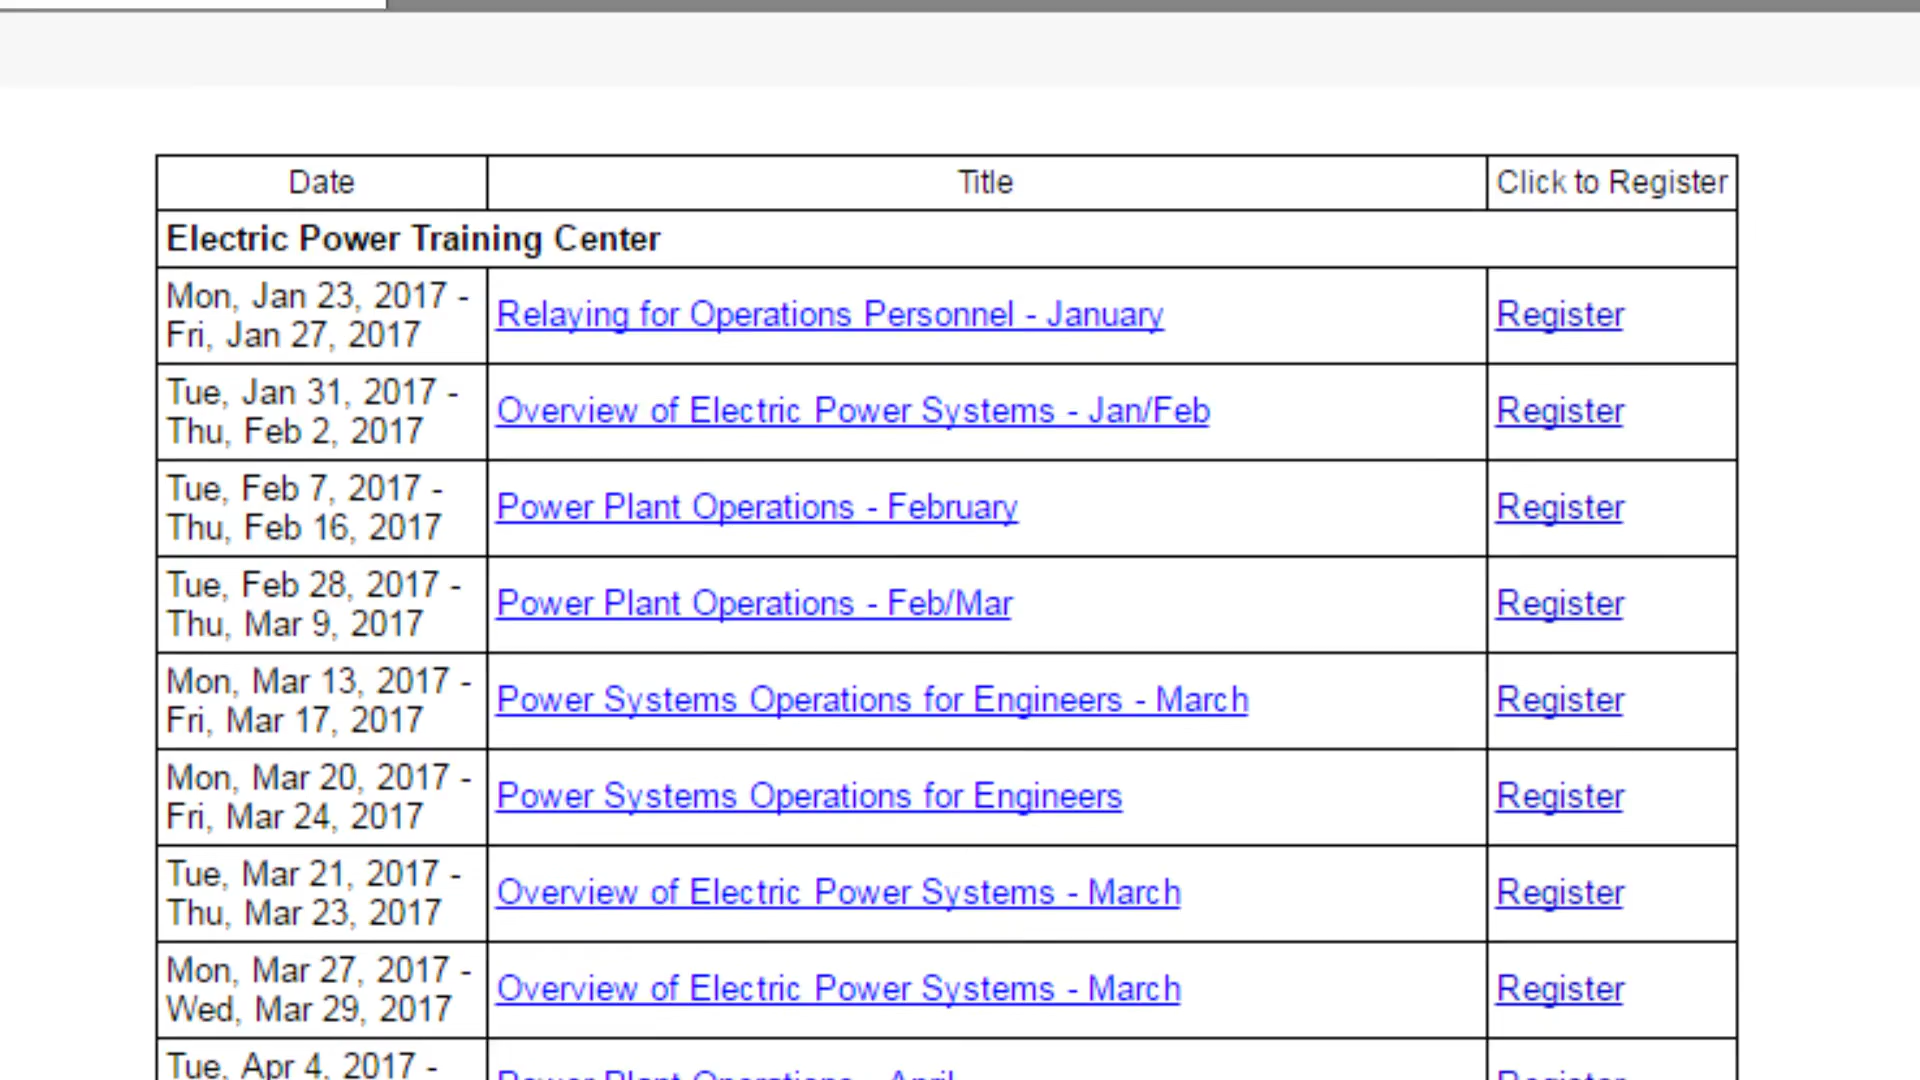 Date Title Click to Register
Electric Power Training Center
Mon, Jan 23, 2017 -
Fri, Jan 27, 2017
Relaying for Operations Personnel - January
Register
Tue, Jan 31, 2017 -
Thu, Feb 2, 2017
Overview of Electric Power Systems - Jan/Feb
Register
Tue, Feb 7, 2017 -
Thu, Feb 16, 2017
Power Plant Operations - February
Register
Tue, Feb 28, 2017 -
Thu, Mar 9, 2017
Power Plant Operations - Feb/Mar
Register
Mon, Mar 13, 2017 -
Fri, Mar 17, 2017
Power Systems Operations for Engineers - March
Register
Mon, Mar 20, 2017 -
Fri, Mar 24, 2017
Power Systems Operations for Engineers
Register
Tue, Mar 21, 2017 -
Thu, Mar 23, 2017
Overview of Electric Power Systems - March
Register
Mon, Mar 27, 2017 -
Wed, Mar 29, 2017
Overview of Electric Power Systems - March
Register
Tue, Apr 4, 2017 -
Power Plant Operations - April
Register